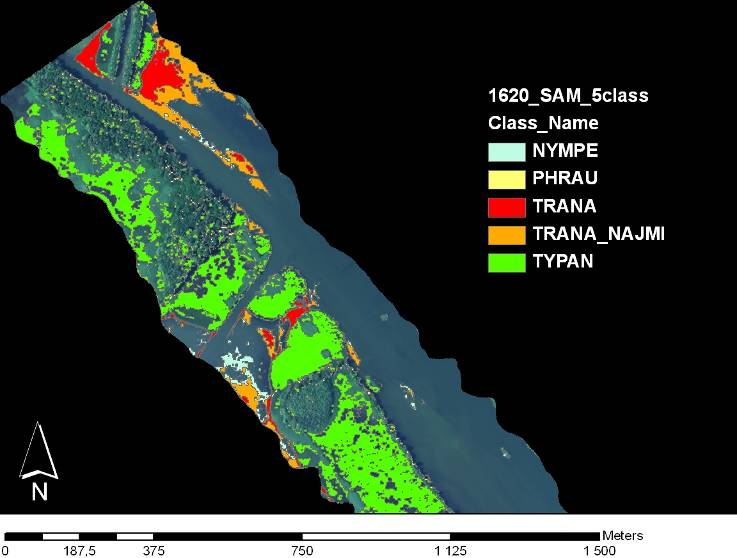 1620_SAM_5class
Class_Name
NYMPE
PHRAU
TRANA
TRANA_NAJMI
TYPAN
N
Meters
0 187,5 375 750 1 125 1 500